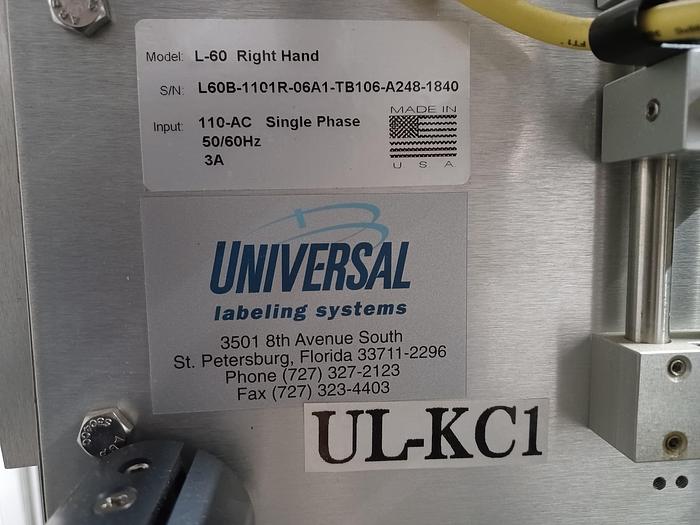 Model: L-60 Right Hand
S/N: L60B-1101R-06A1-TB106-A248-1840
Input: 110-AC Single Phase
50/60Hz
3A
MADE IN
U. S. A.
UNIVERSAL
labeling systems
3501 8th Avenue South
St. Petersburg, Florida 33711-2296
Phone (727) 327-2123
Fax (727) 323-4403
UL-KC1